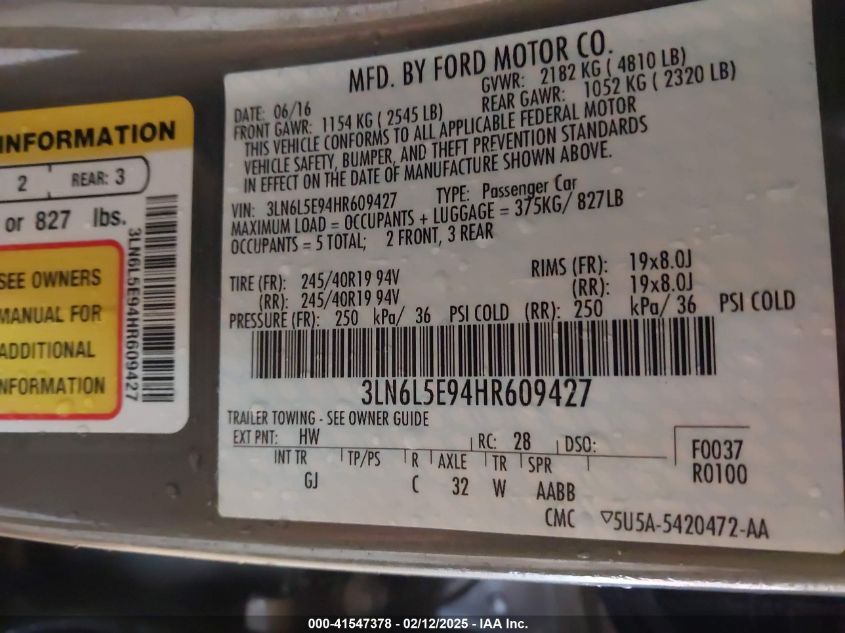 INFORMATION
2 REAR: 3
or 827 lbs.
SEE OWNERS
MANUAL FOR
ADDITIONAL
INFORMATION
3LN6L5E94HR609427
MFD. BY FORD MOTOR CO.
DATE: 06/16 GVWR: 2182 KG ( 4810 LB)
FRONT GAWR: 1154 KG ( 2545 LB) REAR GAWR: 1052 KG ( 2320 LB)
THIS VEHICLE CONFORMS TO ALL APPLICABLE FEDERAL MOTOR
VEHICLE SAFETY, BUMPER, AND THEFT PREVENTION STANDARDS
IN EFFECT ON THE DATE OF MANUFACTURE SHOWN ABOVE.
VIN: 3LN6L5E94HR609427 TYPE: Passenger Car
MAXIMUM LOAD = OCCUPANTS + LUGGAGE = 375KG/ 827LB
OCCUPANTS = 5 TOTAL; 2 FRONT, 3 REAR
TIRE (FR): 245/40R19 94V RIMS (FR): 19x8.0J
(RR): 245/40R19 94V (RR): 19x8.0J
PRESSURE (FR): 250 kPa/ 36 PSI COLD (RR): 250 kPa/ 36 PSI COLD
3LN6L5E94HR609427
TRAILER TOWING - SEE OWNER GUIDE
EXT PNT: HW RC: 28 DSO: F0037
INT TR TP/PS R AXLE TR SPR R0100
GJ C 32 W AABB
CMC ▽5U5A-5420472-AA
000-41547378 - 02/12/2025 - IAA Inc.